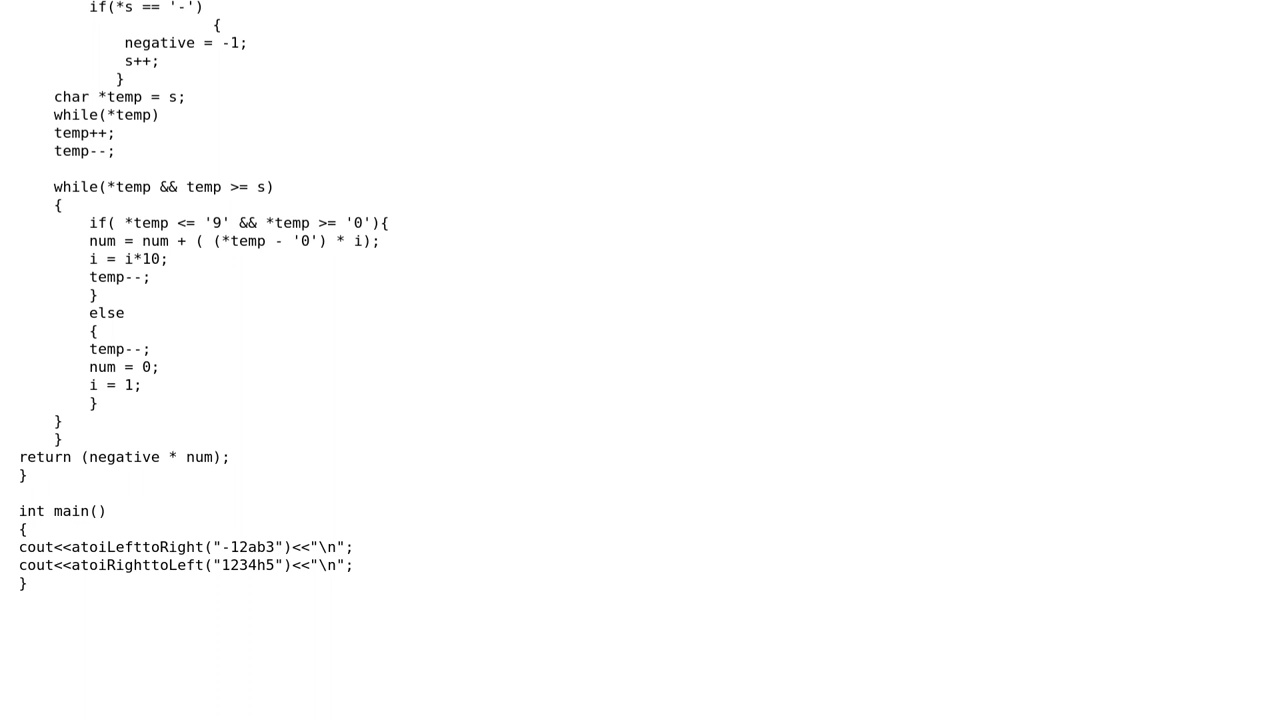 if(*s == '-')
{
negative = -1;
s++;
}
char *temp = s;
while(*temp)
temp++;
temp--;
while(*temp && temp >= s)
{
if( *temp <= '9' && *temp >= '0'){
num = num + ( (*temp - '0') * i);
i = i*10;
temp--;
}
else
{
temp--;
num = 0;
i = 1;
}
}
}
return (negative * num);
}
int main()
{
cout<<atoiLefttoRight("-12ab3")<<"\n";
cout<<atoiRighttoLeft("1234h5")<<"\n";
}